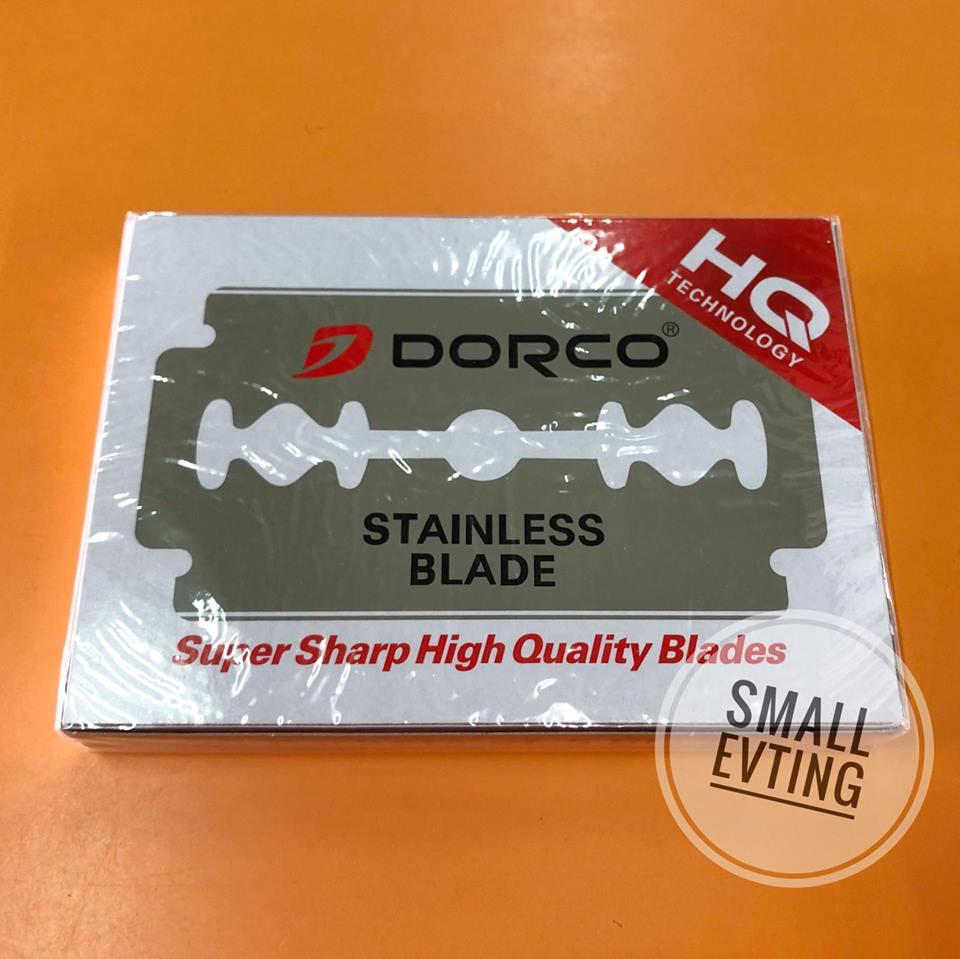 HQ
TECHNOLOGY
DORCO®
STAINLESS
BLADE
Super Sharp High Quality Blades
SMALL
EVTING